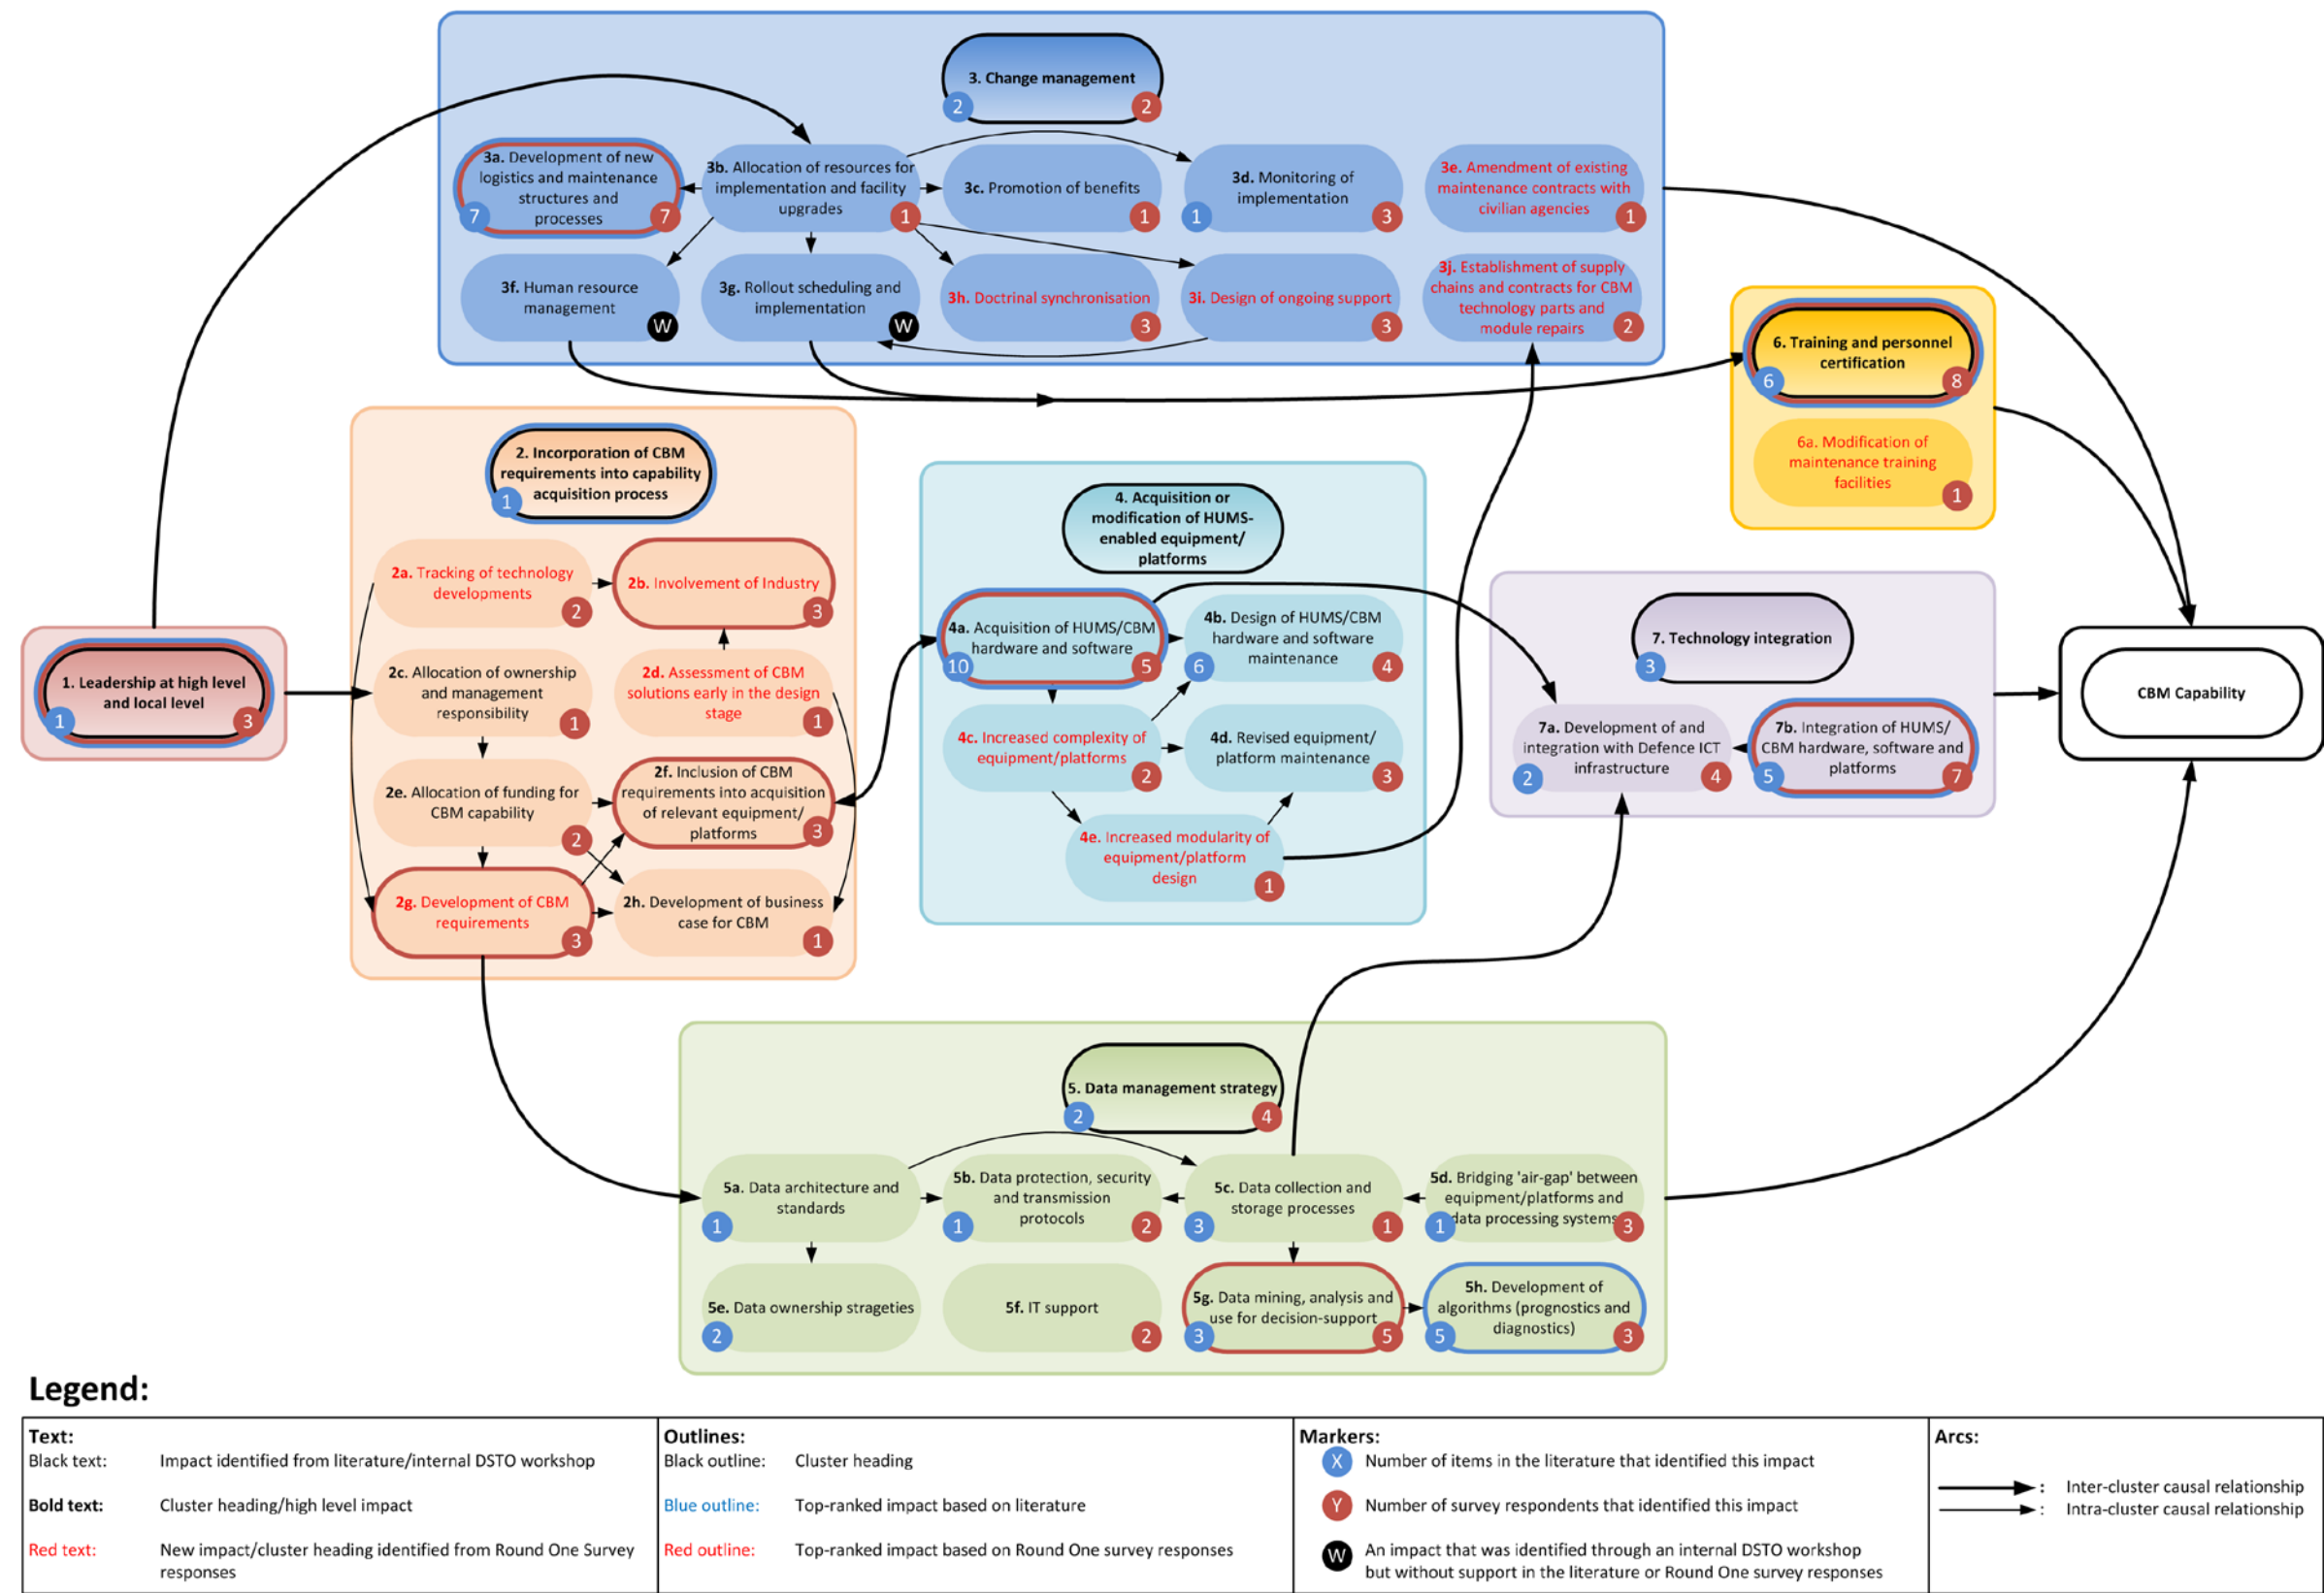 3. Change management
2
2
3a. Development of new
logistics and maintenance
structures and
processes
7
7
3b. Allocation of resources for
implementation and facility
upgrades
1
3c. Promotion of benefits
1
3d. Monitoring of
implementation
1
3
3e. Amendment of existing
maintenance contracts with
civilian agencies
1
3f. Human resource
management
W
3g. Rollout scheduling and
implementation
W
3h. Doctrinal synchronisation
3
3i. Design of ongoing support
3
3j. Establishment of supply
chains and contracts for CBM
technology parts and
module repairs
2
6. Training and personnel
certification
6
8
6a. Modification of
maintenance training
facilities
1
2. Incorporation of CBM
requirements into capability
acquisition process
1
2a. Tracking of technology
developments
2
2b. Involvement of Industry
3
2c. Allocation of ownership
and management
responsibility
1
2d. Assessment of CBM
solutions early in the design
stage
1
2e. Allocation of funding for
CBM capability
2
2f. Inclusion of CBM
requirements into acquisition
of relevant equipment/
platforms
3
2g. Development of CBM
requirements
3
2h. Development of business
case for CBM
1
1. Leadership at high level
and local level
1
3
4. Acquisition or
modification of HUMS-
enabled equipment/
platforms
4a. Acquisition of HUMS/CBM
hardware and software
10
5
4b. Design of HUMS/CBM
hardware and software
maintenance
6
4
4c. Increased complexity of
equipment/platforms
2
4d. Revised equipment/
platform maintenance
3
4e. Increased modularity of
equipment/platform
design
1
7. Technology integration
3
7a. Development of and
integration with Defence ICT
infrastructure
2
4
7b. Integration of HUMS/
CBM hardware, software and
platforms
5
7
CBM Capability
5. Data management strategy
2
4
5a. Data architecture and
standards
1
5b. Data protection, security
and transmission
protocols
1
2
5c. Data collection and
storage processes
3
1
5d. Bridging 'air-gap' between
equipment/platforms and
data processing systems
1
3
5e. Data ownership strageties
2
5f. IT support
2
5g. Data mining, analysis and
use for decision-support
3
5
5h. Development of
algorithms (prognostics and
diagnostics)
5
3
Legend:
Text:
Black text: Impact identified from literature/internal DSTO workshop
Bold text: Cluster heading/high level impact
Red text: New impact/cluster heading identified from Round One Survey
responses
Outlines:
Black outline: Cluster heading
Blue outline: Top-ranked impact based on literature
Red outline: Top-ranked impact based on Round One survey responses
Markers:
X Number of items in the literature that identified this impact
Y Number of survey respondents that identified this impact
W An impact that was identified through an internal DSTO workshop
but without support in the literature or Round One survey responses
Arcs:
: Inter-cluster causal relationship
: Intra-cluster causal relationship